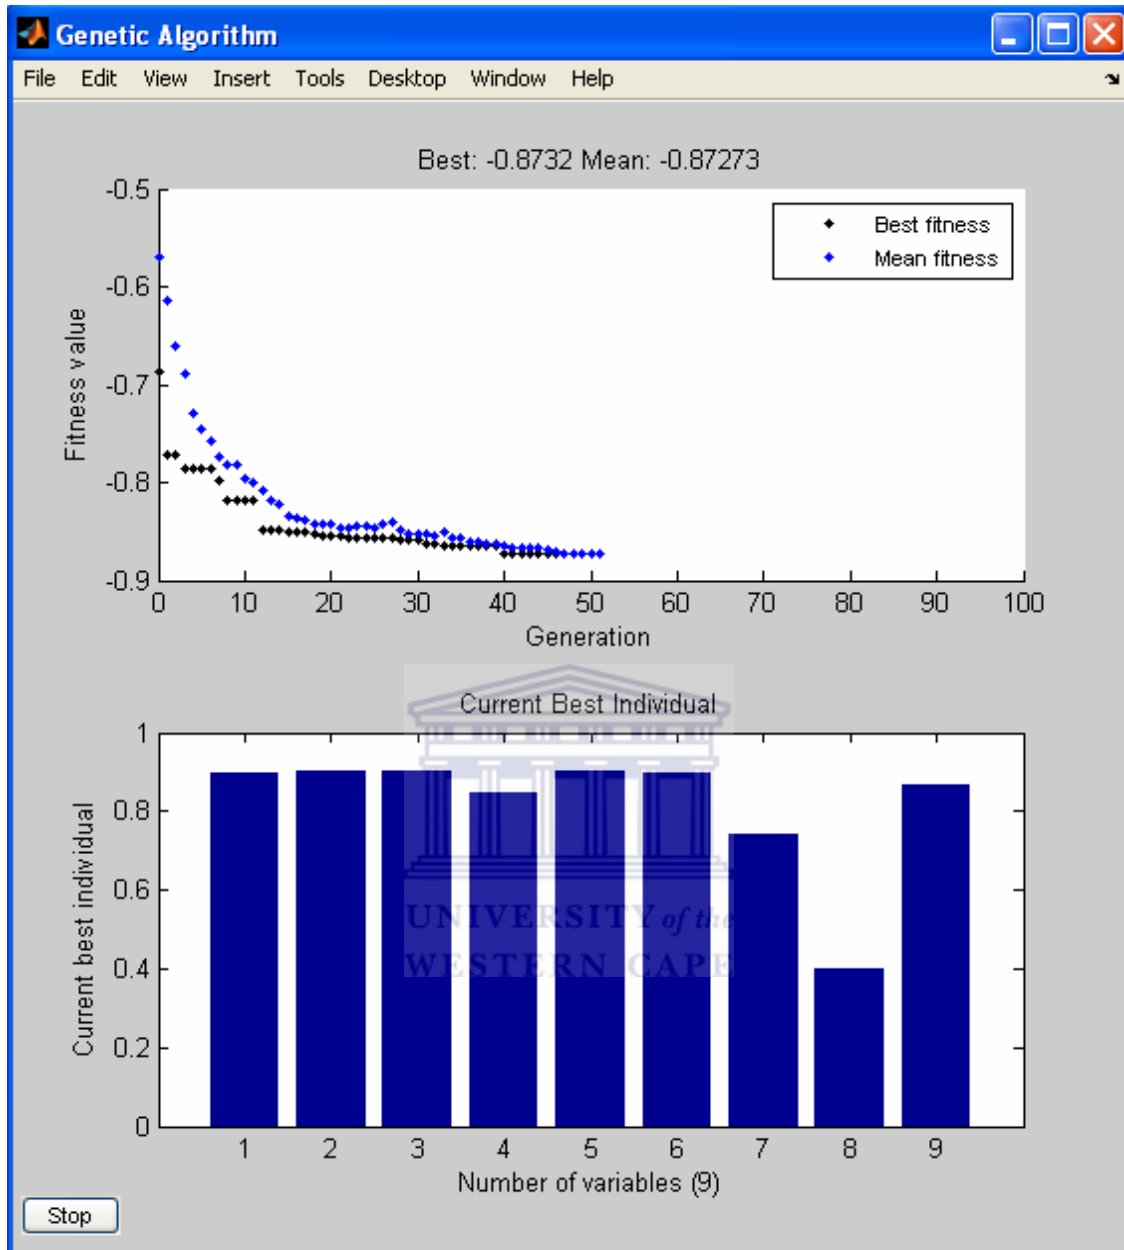 Genetic Algorithm
File Edit View Insert Tools Desktop Window Help
Best: -0.8732 Mean: -0.87273
-0.5
-0.6
-0.7
-0.8
-0.9
Fitness value
Best fitness
Mean fitness
0 10 20 30 40 50 60 70 80 90 100
Generation
Current Best Individual
1
0.8
0.6
0.4
0.2
0
Current best individual
UNIVERSITY of the
WESTERN CAPE
1 2 3 4 5 6 7 8 9
Number of variables (9)
Stop